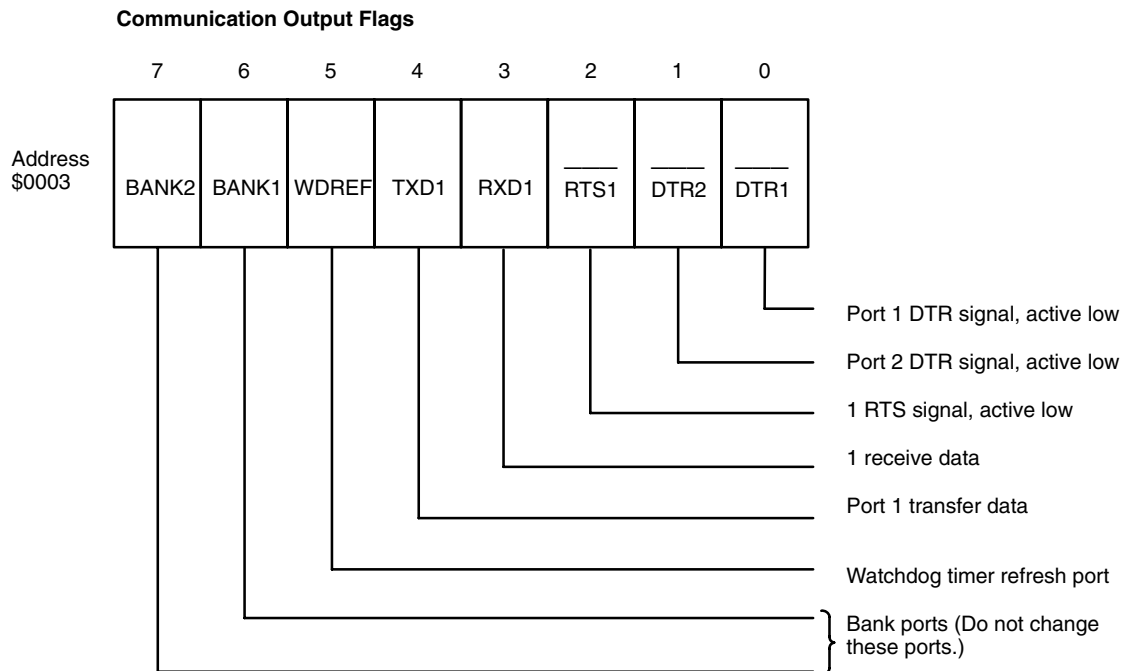 Communication Output Flags
7 6 5 4 3 2 1 0
Address
$0003
BANK2 BANK1 WDREF TXD1 RXD1 RTS1 DTR2 DTR1
Port 1 DTR signal, active low
Port 2 DTR signal, active low
1 RTS signal, active low
1 receive data
Port 1 transfer data
Watchdog timer refresh port
Bank ports (Do not change
these ports.)